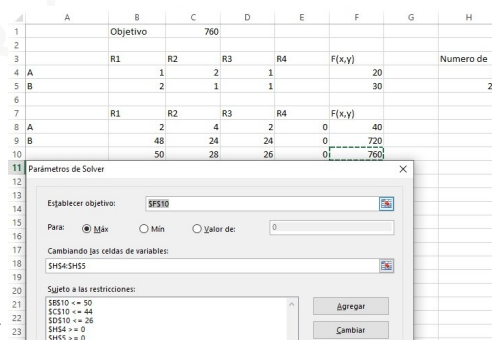 A B C D E F G H
1 Objetivo 760
2
3 R1 R2 R3 R4 F(x,y) Numero de
4 A 1 2 1 20
5 B 2 1 1 30 2
6
7 R1 R2 R3 R4 F(x,y)
8 A 2 4 2 0 40
9 B 48 24 24 0 720
10 50 28 26 0 760
11 Parámetros de Solver
12
13
14 Establecer objetivo: $F$10
15
16 Para: Máx Mín Valor de: 0
17
18 Cambiando las celdas de variables:
19 $H$4:$H$5
20 Sujeto a las restricciones:
21 $B$10 <= 50 Agregar
22 $C$10 <= 44
$D$10 <= 26
23 $H$4 >= 0 Cambiar
$H$5 >= 0